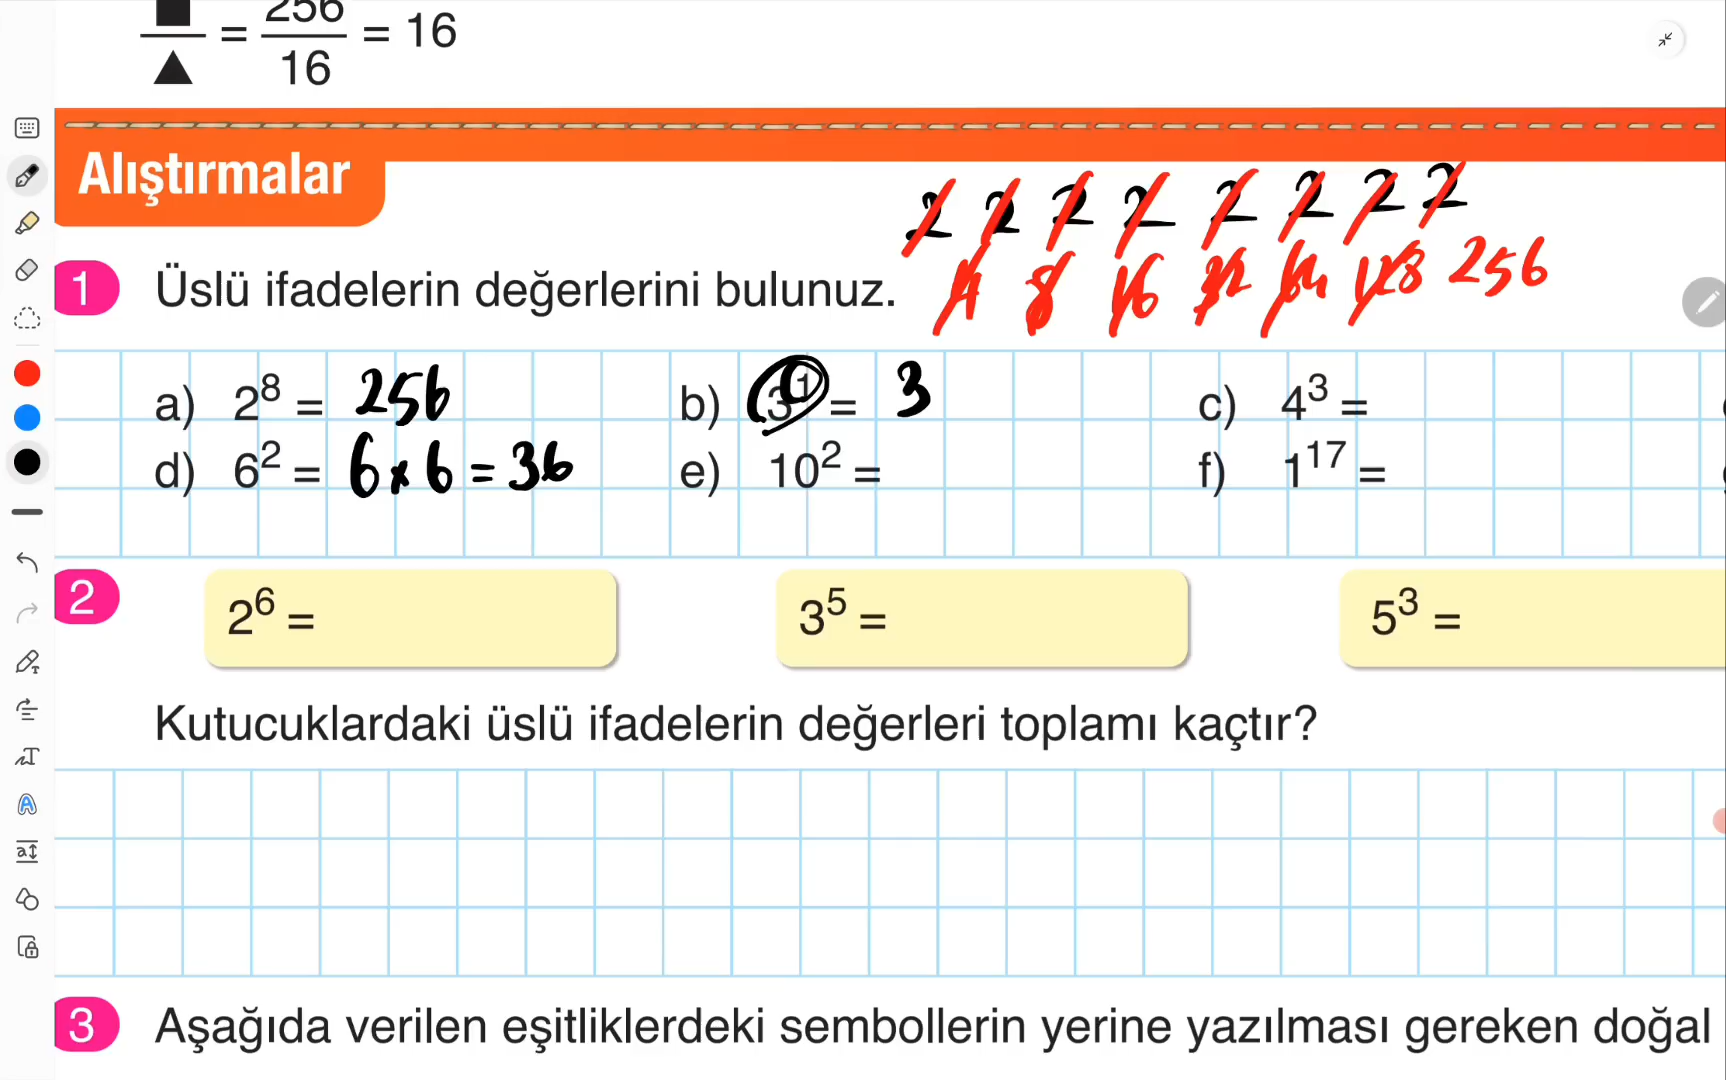 ■/▲ = 256/16 = 16
Alıştırmalar
2 2 2 2 2 2 2 2
4 8 16 32 64 128 256
1 Üslü ifadelerin değerlerini bulunuz.
a) 2⁸ = 256 b) 3¹ = 3 c) 4³ =
d) 6² = 6 x 6 = 36 e) 10² = f) 1¹⁷ =
2 2⁶ = 3⁵ = 5³ =
Kutucuklardaki üslü ifadelerin değerleri toplamı kaçtır?
3 Aşağıda verilen eşitliklerdeki sembollerin yerine yazılması gereken doğal